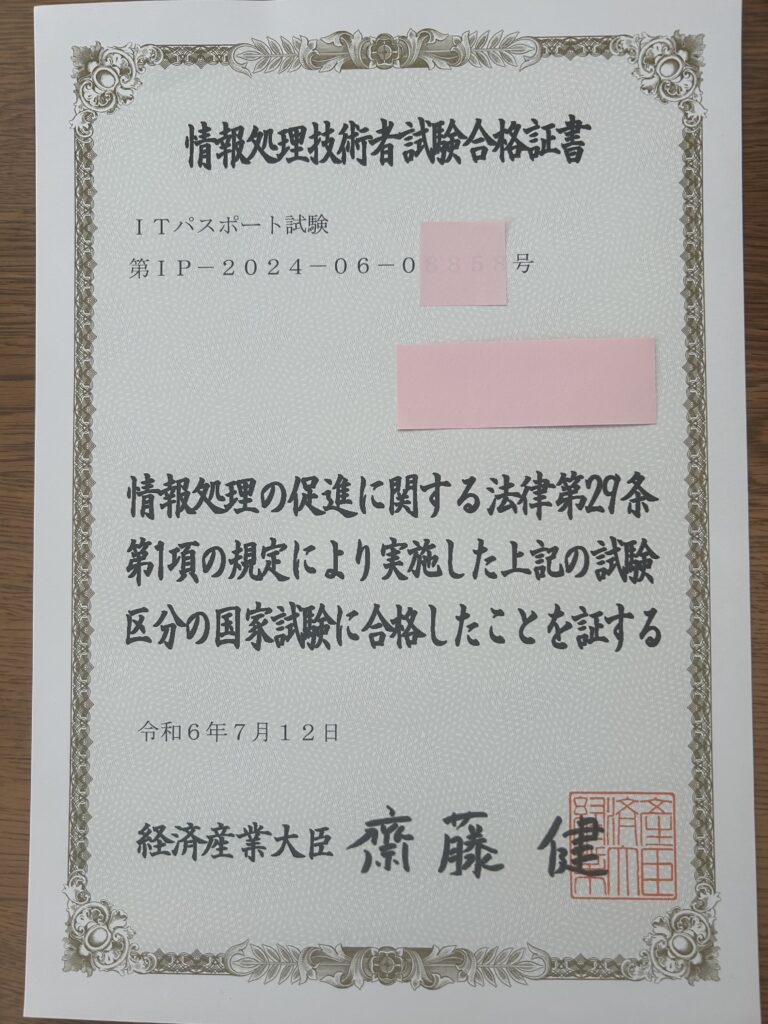 情報処理技術者試験合格証書
ITパスポート試験
第IP－2024－06－0 号
情報処理の促進に関する法律第29条
第1項の規定により実施した上記の試験
区分の国家試験に合格したことを証する
令和6年7月12日
経済産業大臣 齋藤 健